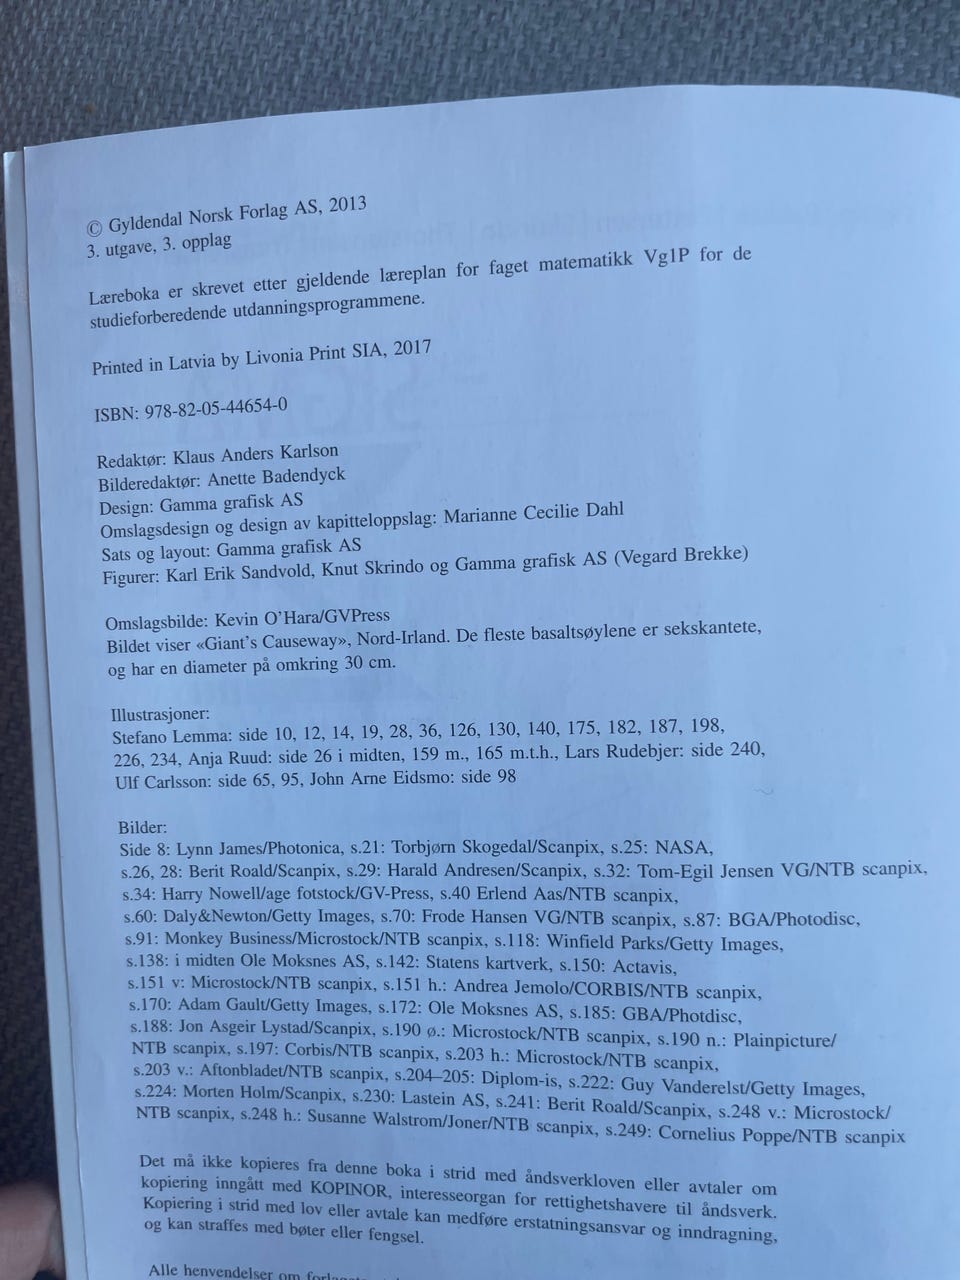 © Gyldendal Norsk Forlag AS, 2013
3. utgave, 3. opplag
Læreboka er skrevet etter gjeldende læreplan for faget matematikk Vg1P for de
studieforberedende utdanningsprogrammene.
Printed in Latvia by Livonia Print SIA, 2017
ISBN: 978-82-05-44654-0
Redaktør: Klaus Anders Karlson
Bilderedaktør: Anette Badendyck
Design: Gamma grafisk AS
Omslagsdesign og design av kapitteloppslag: Marianne Cecilie Dahl
Sats og layout: Gamma grafisk AS
Figurer: Karl Erik Sandvold, Knut Skrindo og Gamma grafisk AS (Vegard Brekke)
Omslagsbilde: Kevin O'Hara/GVPress
Bildet viser «Giant's Causeway», Nord-Irland. De fleste basaltsøylene er sekskantete,
og har en diameter på omkring 30 cm.
Illustrasjoner:
Stefano Lemma: side 10, 12, 14, 19, 28, 36, 126, 130, 140, 175, 182, 187, 198,
226, 234, Anja Ruud: side 26 i midten, 159 m., 165 m.t.h., Lars Rudebjer: side 240,
Ulf Carlsson: side 65, 95, John Arne Eidsmo: side 98
Bilder:
Side 8: Lynn James/Photonica, s.21: Torbjørn Skogedal/Scanpix, s.25: NASA,
s.26, 28: Berit Roald/Scanpix, s.29: Harald Andresen/Scanpix, s.32: Tom-Egil Jensen VG/NTB scanpix,
s.34: Harry Nowell/age fotstock/GV-Press, s.40 Erlend Aas/NTB scanpix,
s.60: Daly&Newton/Getty Images, s.70: Frode Hansen VG/NTB scanpix, s.87: BGA/Photodisc,
s.91: Monkey Business/Microstock/NTB scanpix, s.118: Winfield Parks/Getty Images,
s.138: i midten Ole Moksnes AS, s.142: Statens kartverk, s.150: Actavis,
s.151 v: Microstock/NTB scanpix, s.151 h.: Andrea Jemolo/CORBIS/NTB scanpix,
s.170: Adam Gault/Getty Images, s.172: Ole Moksnes AS, s.185: GBA/Photdisc,
s.188: Jon Asgeir Lystad/Scanpix, s.190 ø.: Microstock/NTB scanpix, s.190 n.: Plainpicture/
NTB scanpix, s.197: Corbis/NTB scanpix, s.203 h.: Microstock/NTB scanpix,
s.203 v.: Aftonbladet/NTB scanpix, s.204–205: Diplom-is, s.222: Guy Vanderelst/Getty Images,
s.224: Morten Holm/Scanpix, s.230: Lastein AS, s.241: Berit Roald/Scanpix, s.248 v.: Microstock/
NTB scanpix, s.248 h.: Susanne Walstrom/Joner/NTB scanpix, s.249: Cornelius Poppe/NTB scanpix
Det må ikke kopieres fra denne boka i strid med åndsverkloven eller avtaler om
kopiering inngått med KOPINOR, interesseorgan for rettighetshavere til åndsverk.
Kopiering i strid med lov eller avtale kan medføre erstatningsansvar og inndragning,
og kan straffes med bøter eller fengsel.
Alle henvendelser om